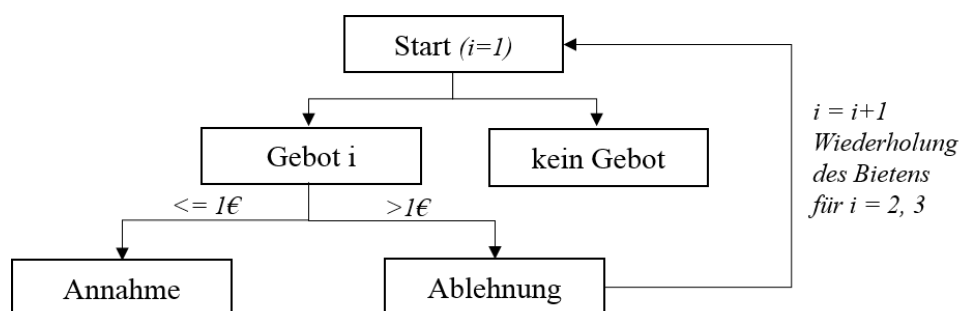 Start (i=1)
i = i+1
Wiederholung
des Bietens
für i = 2, 3
Gebot i
kein Gebot
<= 1€
>1€
Annahme
Ablehnung